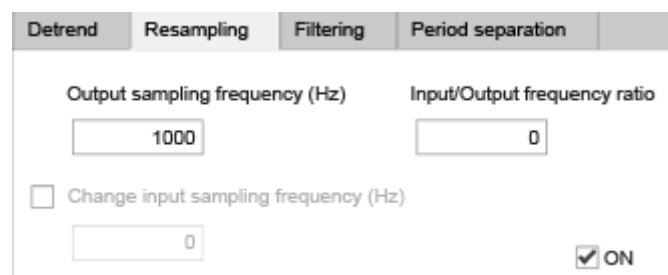 Detrend Resampling Filtering Period separation
Output sampling frequency (Hz) Input/Output frequency ratio
1000 0
Change input sampling frequency (Hz)
0
ON